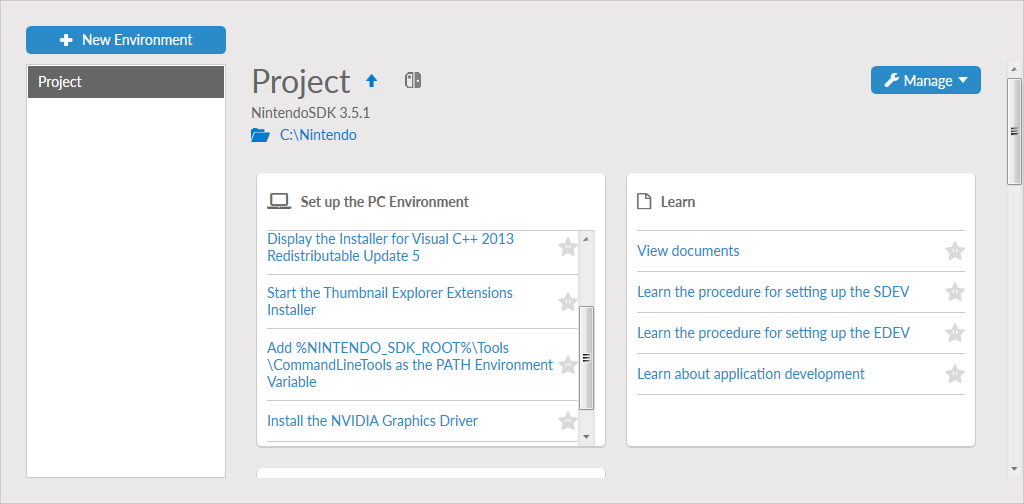 New Environment
Project
Project
Manage
NintendoSDK 3.5.1
C:\Nintendo
Set up the PC Environment
Display the Installer for Visual C++ 2013
Redistributable Update 5
Start the Thumbnail Explorer Extensions
Installer
Add %NINTENDO_SDK_ROOT%\Tools
\CommandLineTools as the PATH Environment
Variable
Install the NVIDIA Graphics Driver
Learn
View documents
Learn the procedure for setting up the SDEV
Learn the procedure for setting up the EDEV
Learn about application development